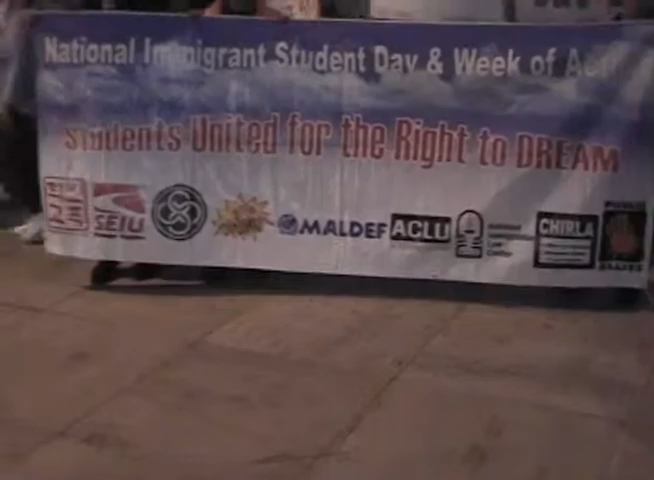 National Immigrant Student Day & Week of
Students United for the Right to DREAM
SEIU
MALDEF
ACLU
CHIRLA